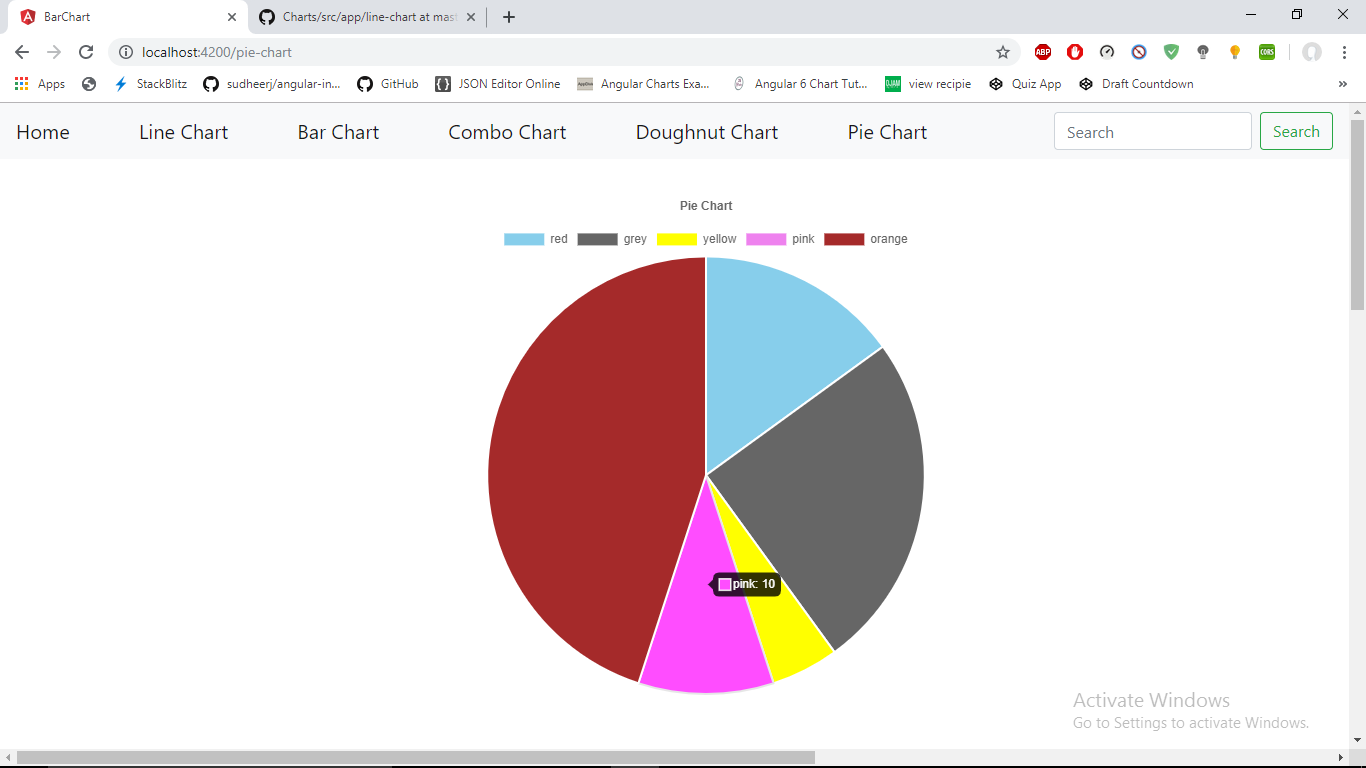 BarChart
Charts/src/app/line-chart at mast
localhost:4200/pie-chart
ABP
CORS
Apps
StackBlitz
sudheerj/angular-in...
GitHub
JSON Editor Online
Angular Charts Exa...
Angular 6 Chart Tut...
view recipie
Quiz App
Draft Countdown
»
Home
Line Chart
Bar Chart
Combo Chart
Doughnut Chart
Pie Chart
Search
Search
Pie Chart
red
grey
yellow
pink
orange
pink: 10
Activate Windows
Go to Settings to activate Windows.